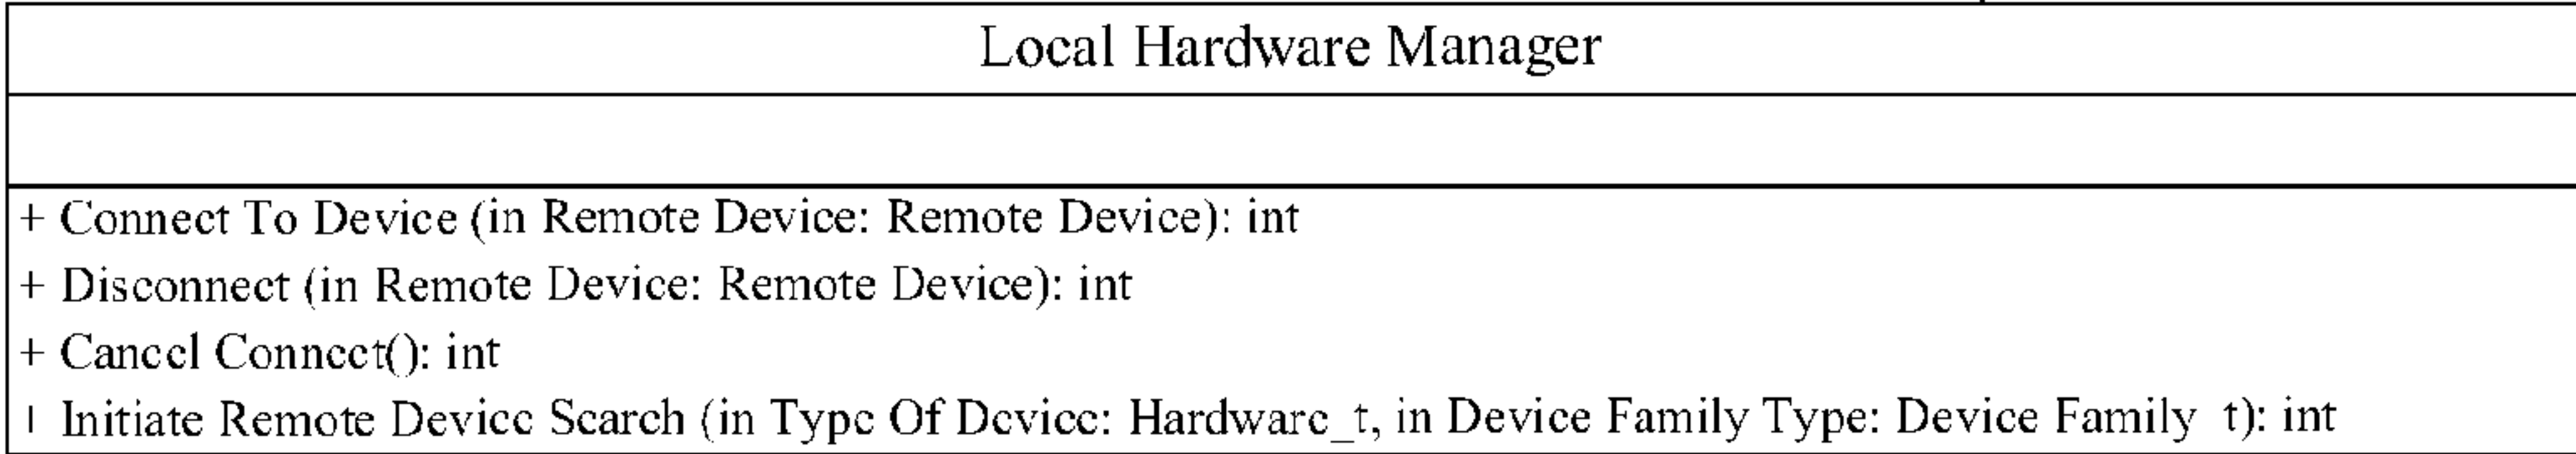 Local Hardware Manager
+ Connect To Device (in Remote Device: Remote Device): int
+ Disconnect (in Remote Device: Remote Device): int
+ Cancel Connect(): int
+ Initiate Remote Device Search (in Type Of Device: Hardware_t, in Device Family Type: Device Family_t): int